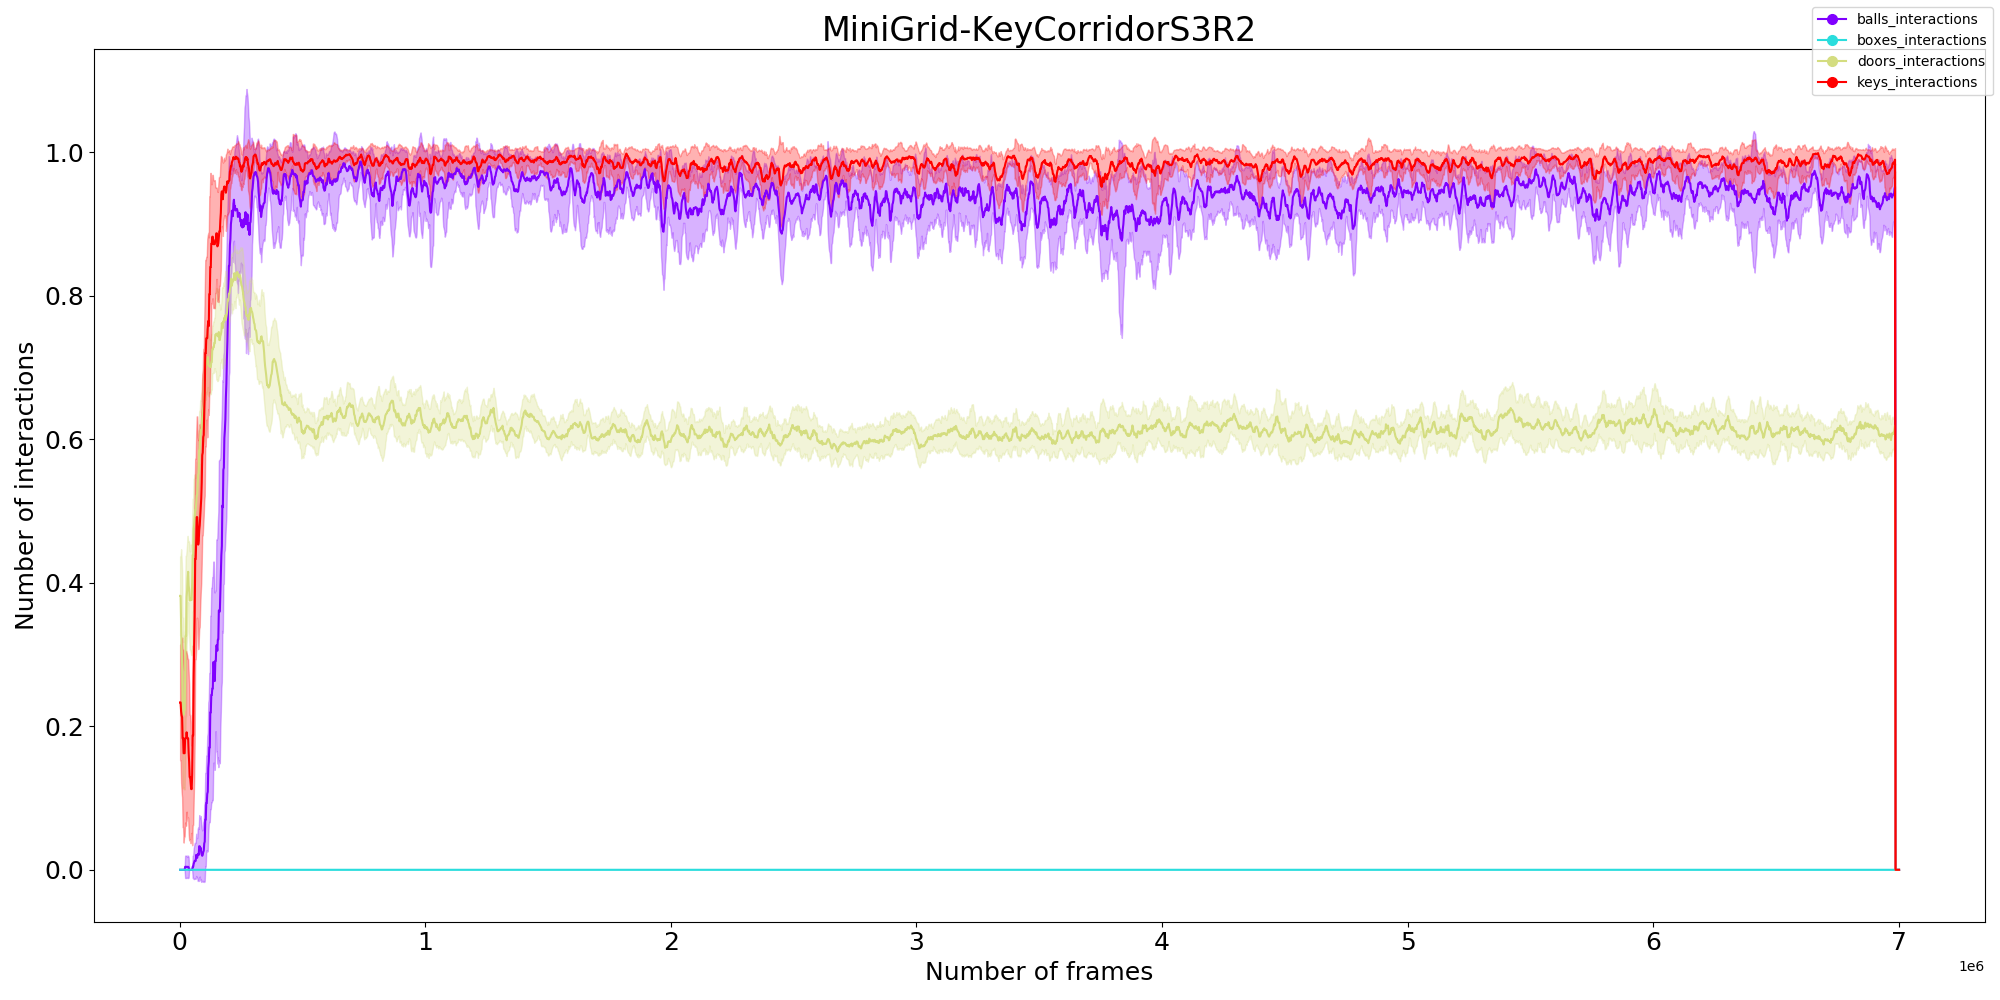 MiniGrid-KeyCorridorS3R2
balls_interactions
boxes_interactions
doors_interactions
keys_interactions
Number of interactions
1.0
0.8
0.6
0.4
0.2
0.0
0 1 2 3 4 5 6 7
Number of frames
1e6